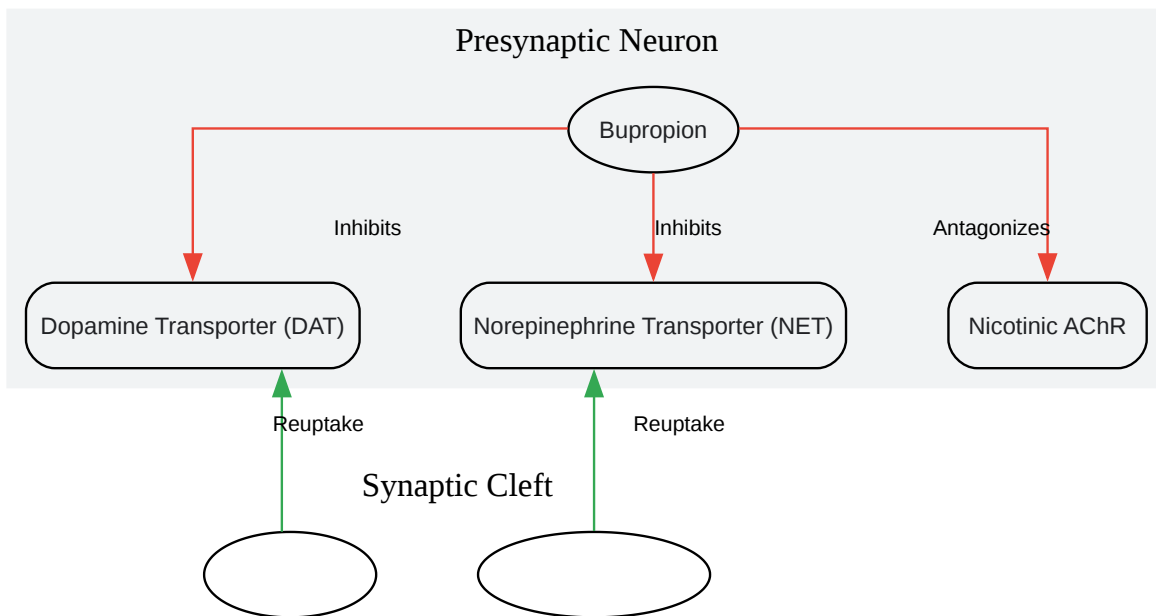 Presynaptic Neuron
Bupropion
Inhibits
Inhibits
Antagonizes
Dopamine Transporter (DAT)
Norepinephrine Transporter (NET)
Nicotinic AChR
Reuptake
Reuptake
Synaptic Cleft